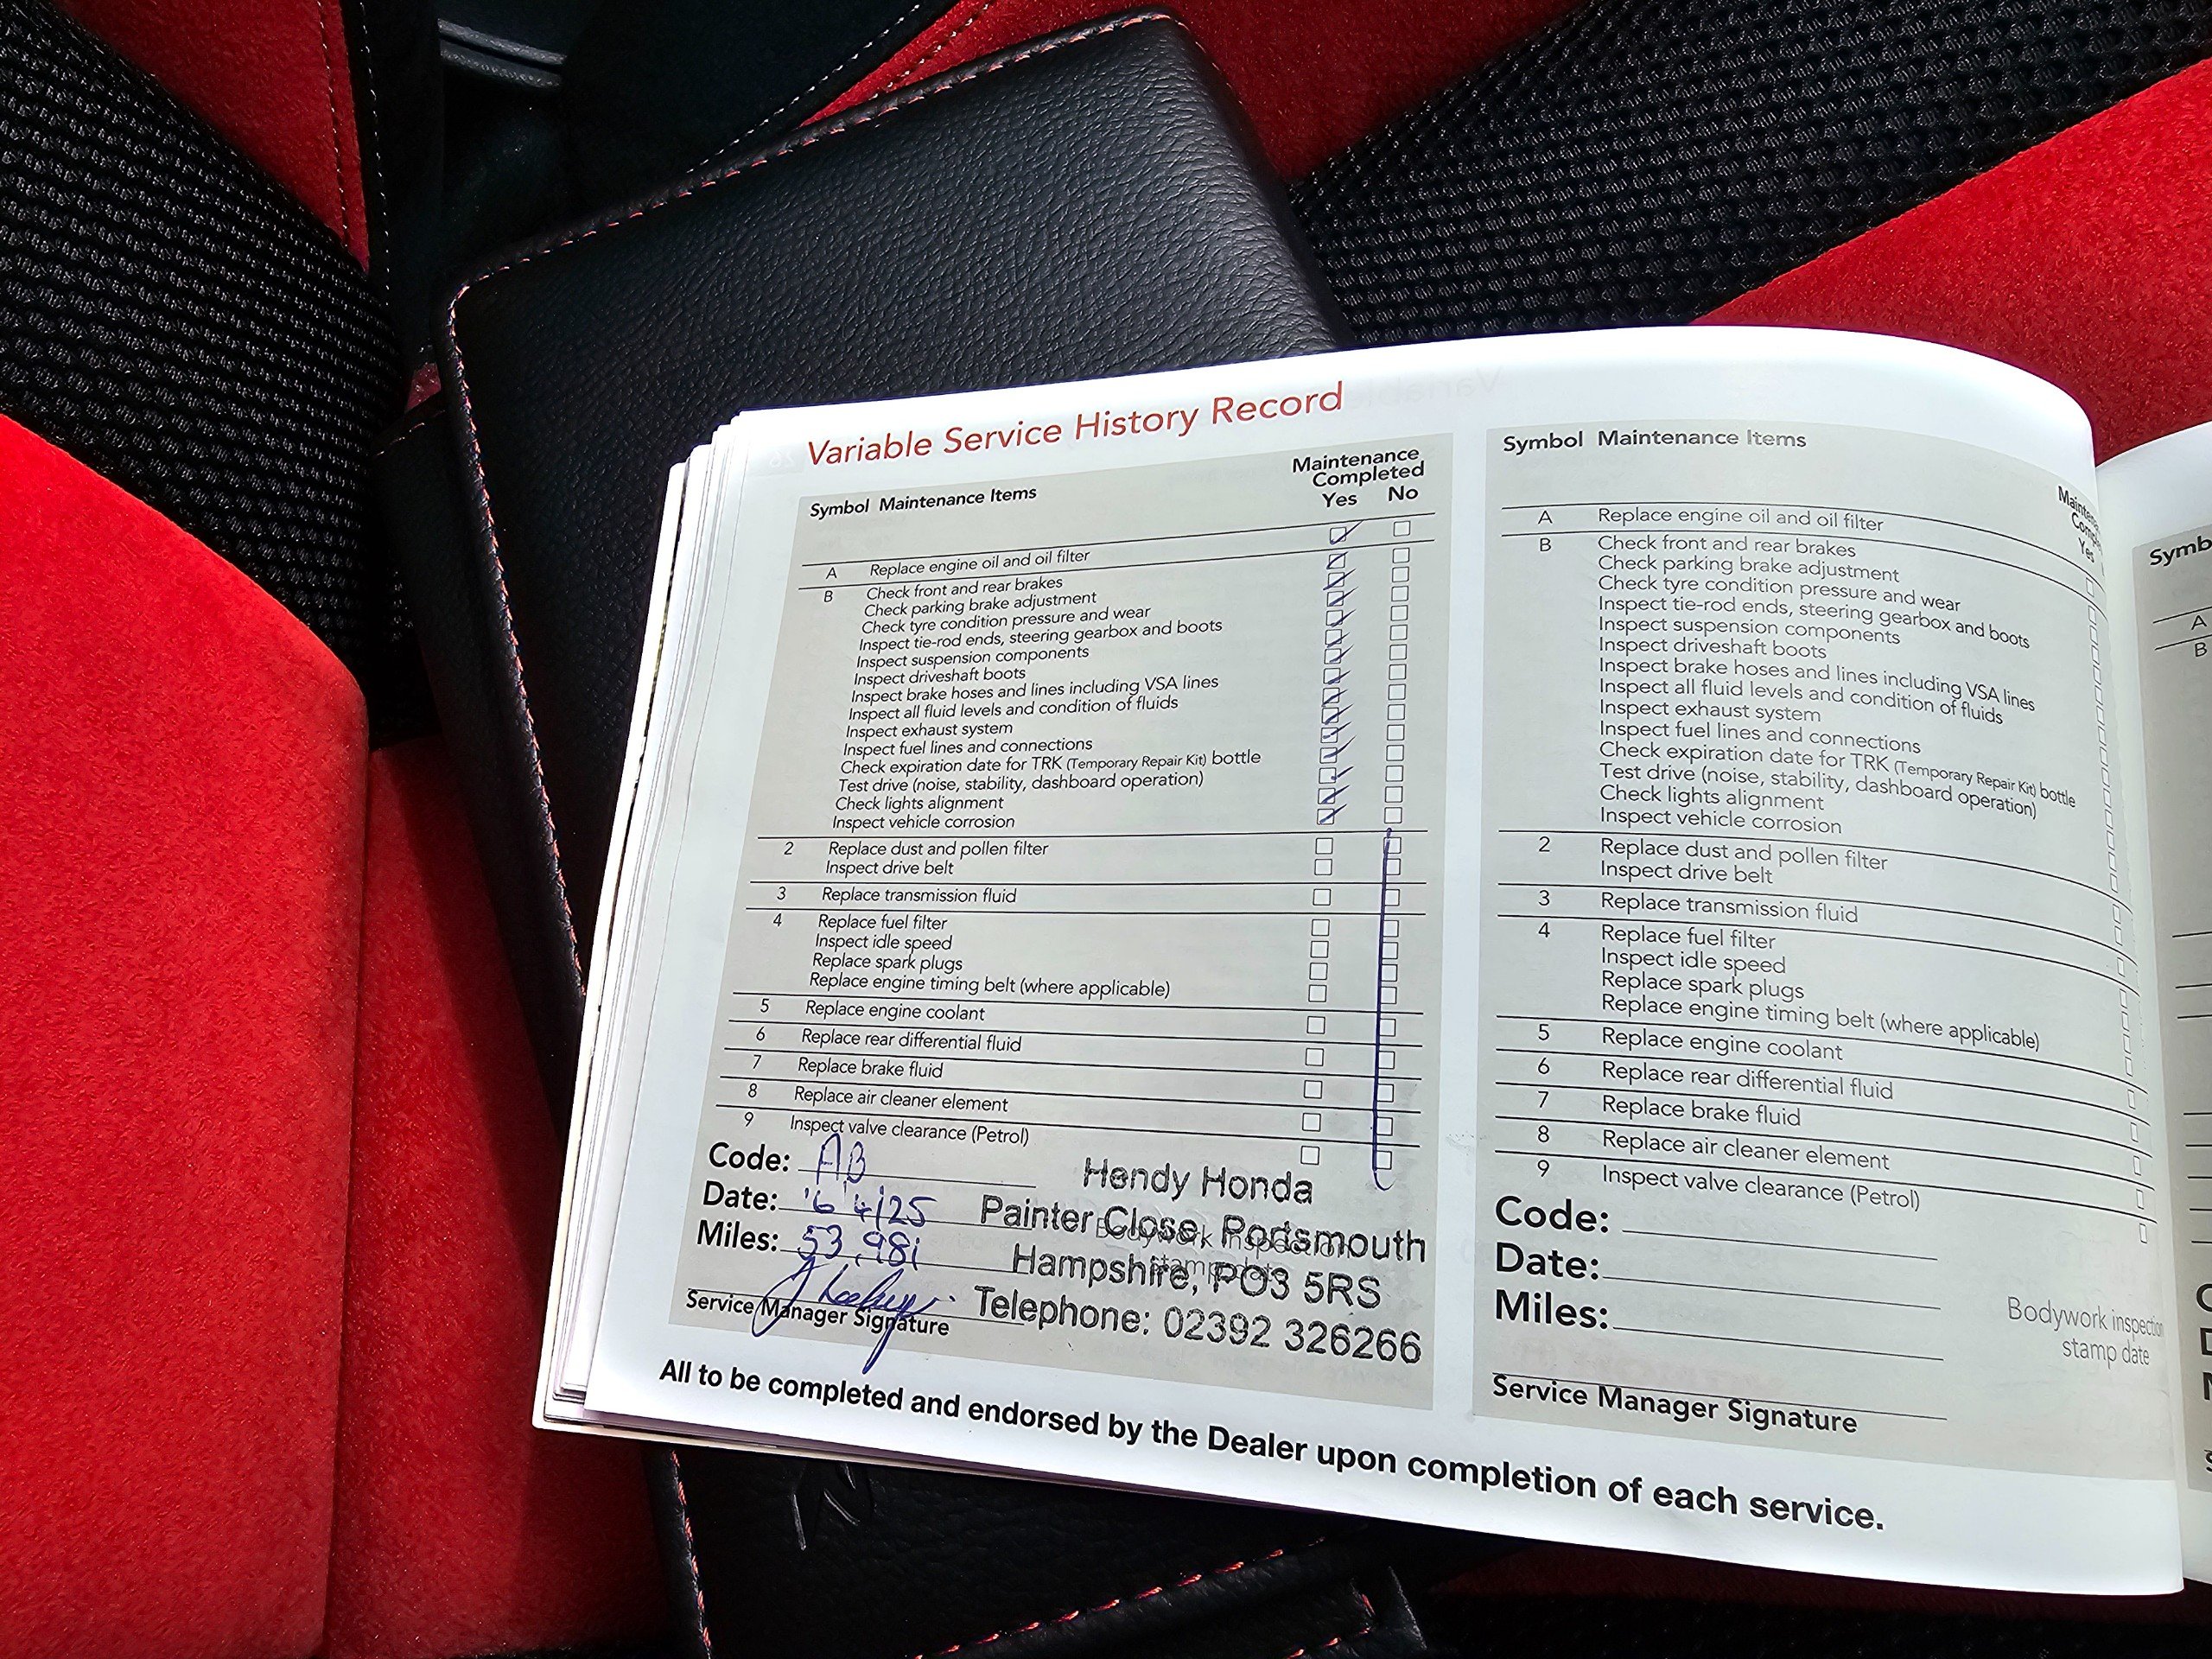 Variable Service History Record
Symbol Maintenance Items
Maintenance
Completed
Yes No
A Replace engine oil and oil filter
B Check front and rear brakes
Check parking brake adjustment
Check tyre condition pressure and wear
Inspect tie-rod ends, steering gearbox and boots
Inspect suspension components
Inspect driveshaft boots
Inspect brake hoses and lines including VSA lines
Inspect all fluid levels and condition of fluids
Inspect exhaust system
Inspect fuel lines and connections
Check expiration date for TRK (Temporary Repair Kit) bottle
Test drive (noise, stability, dashboard operation)
Check lights alignment
Inspect vehicle corrosion
2 Replace dust and pollen filter
Inspect drive belt
3 Replace transmission fluid
4 Replace fuel filter
Inspect idle speed
Replace spark plugs
Replace engine timing belt (where applicable)
5 Replace engine coolant
6 Replace rear differential fluid
7 Replace brake fluid
8 Replace air cleaner element
9 Inspect valve clearance (Petrol)
Code: AB
Date:
Miles: 53,981
Service Manager Signature
Hendy Honda
Painter Close, Portsmouth
Hampshire, PO3 5RS
Telephone: 02392 326266
Symbol Maintenance Items
Yes
A Replace engine oil and oil filter
B Check front and rear brakes
Check parking brake adjustment
Check tyre condition pressure and wear
Inspect tie-rod ends, steering gearbox and boots
Inspect suspension components
Inspect driveshaft boots
Inspect brake hoses and lines including VSA lines
Inspect all fluid levels and condition of fluids
Inspect exhaust system
Inspect fuel lines and connections
Check expiration date for TRK (Temporary Repair Kit) bottle
Test drive (noise, stability, dashboard operation)
Check lights alignment
Inspect vehicle corrosion
2 Replace dust and pollen filter
Inspect drive belt
3 Replace transmission fluid
4 Replace fuel filter
Inspect idle speed
Replace spark plugs
Replace engine timing belt (where applicable)
5 Replace engine coolant
6 Replace rear differential fluid
7 Replace brake fluid
8 Replace air cleaner element
9 Inspect valve clearance (Petrol)
Code:
Date:
Miles:
Bodywork inspection
stamp date
Service Manager Signature
All to be completed and endorsed by the Dealer upon completion of each service.
Symb
A
B